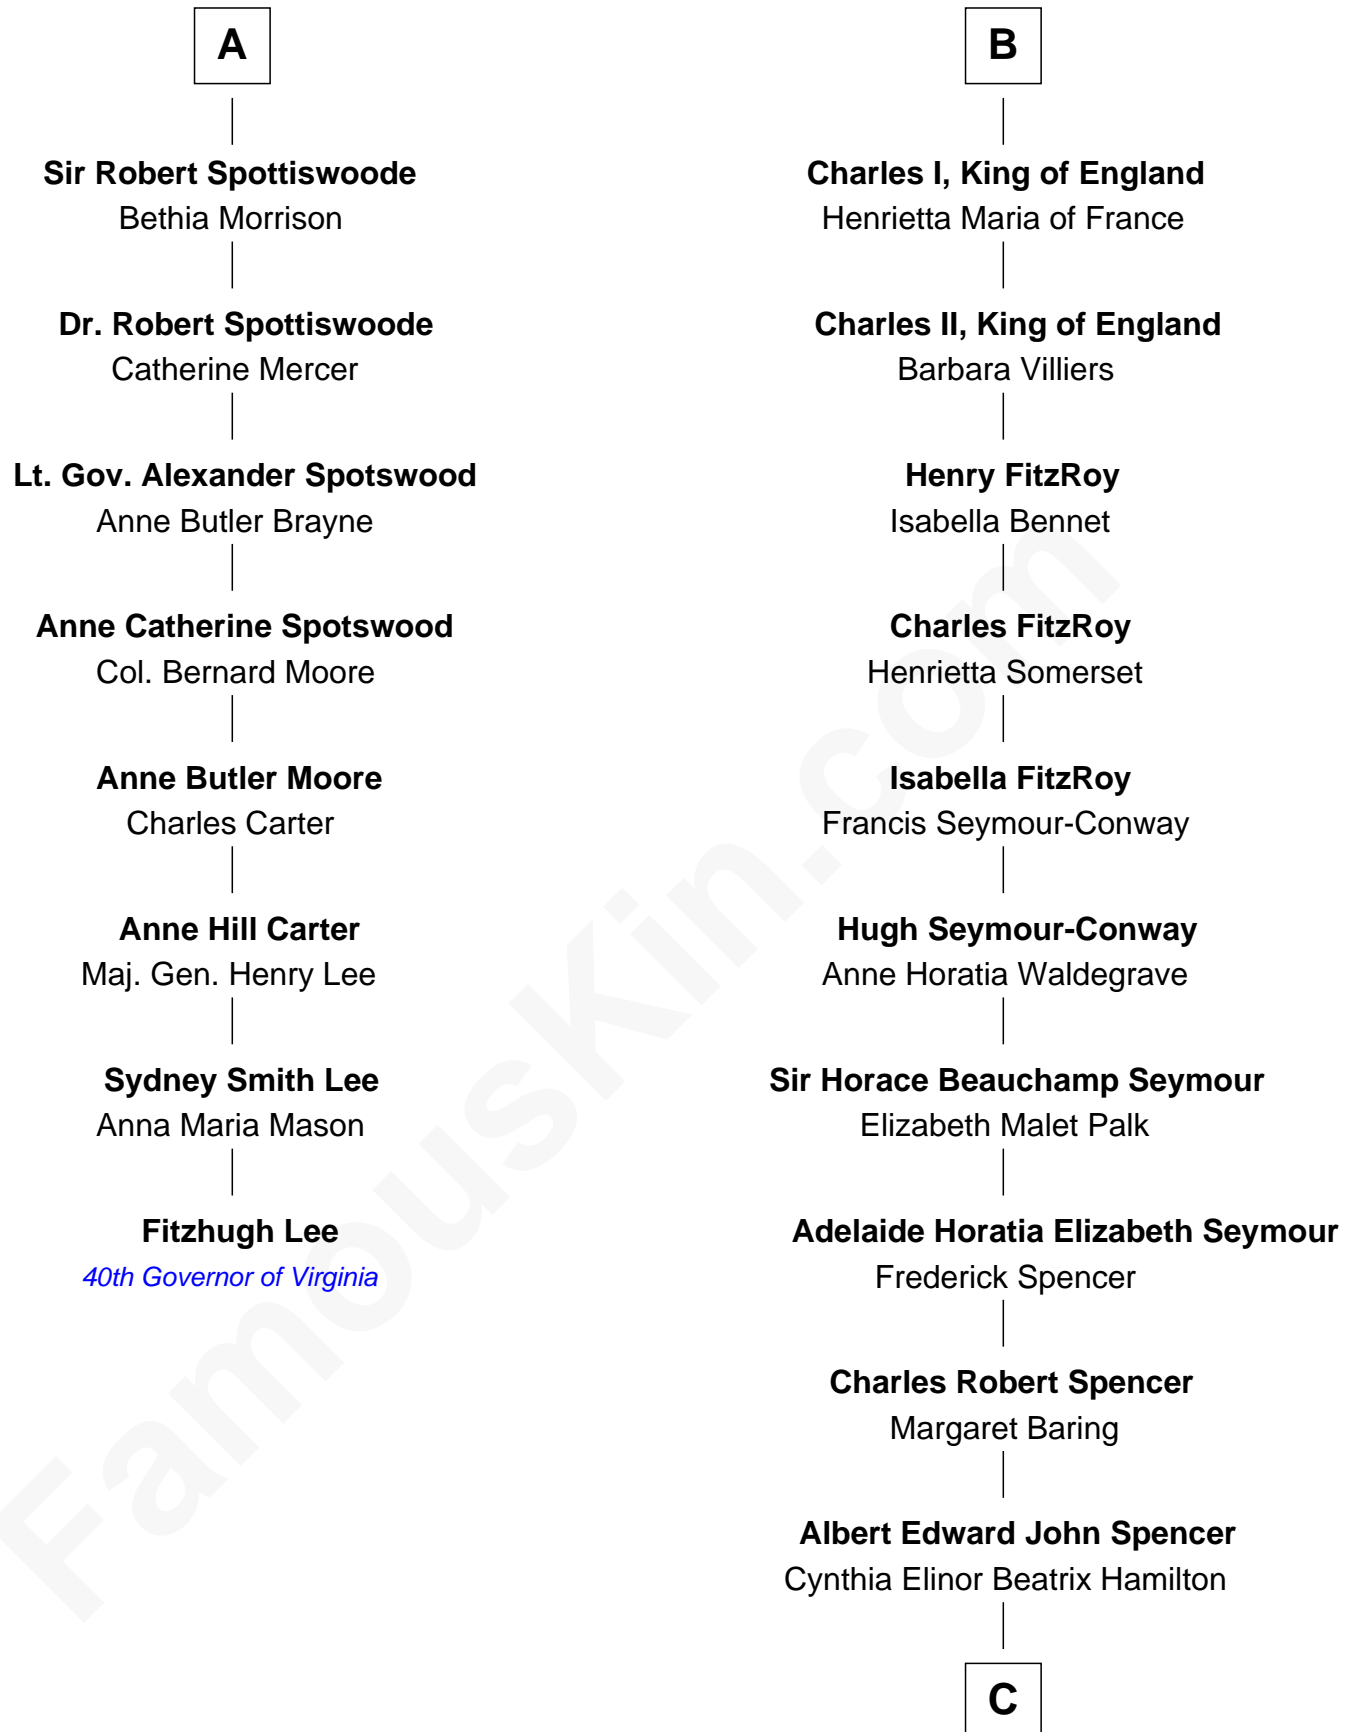 A
Sir Robert Spottiswoode
Bethia Morrison
Dr. Robert Spottiswoode
Catherine Mercer
Lt. Gov. Alexander Spotswood
Anne Butler Brayne
Anne Catherine Spotswood
Col. Bernard Moore
Anne Butler Moore
Charles Carter
Anne Hill Carter
Maj. Gen. Henry Lee
Sydney Smith Lee
Anna Maria Mason
Fitzhugh Lee
40th Governor of Virginia
B
Charles I, King of England
Henrietta Maria of France
Charles II, King of England
Barbara Villiers
Henry FitzRoy
Isabella Bennet
Charles FitzRoy
Henrietta Somerset
Isabella FitzRoy
Francis Seymour-Conway
Hugh Seymour-Conway
Anne Horatia Waldegrave
Sir Horace Beauchamp Seymour
Elizabeth Malet Palk
Adelaide Horatia Elizabeth Seymour
Frederick Spencer
Charles Robert Spencer
Margaret Baring
Albert Edward John Spencer
Cynthia Elinor Beatrix Hamilton
C
FamousKin.com